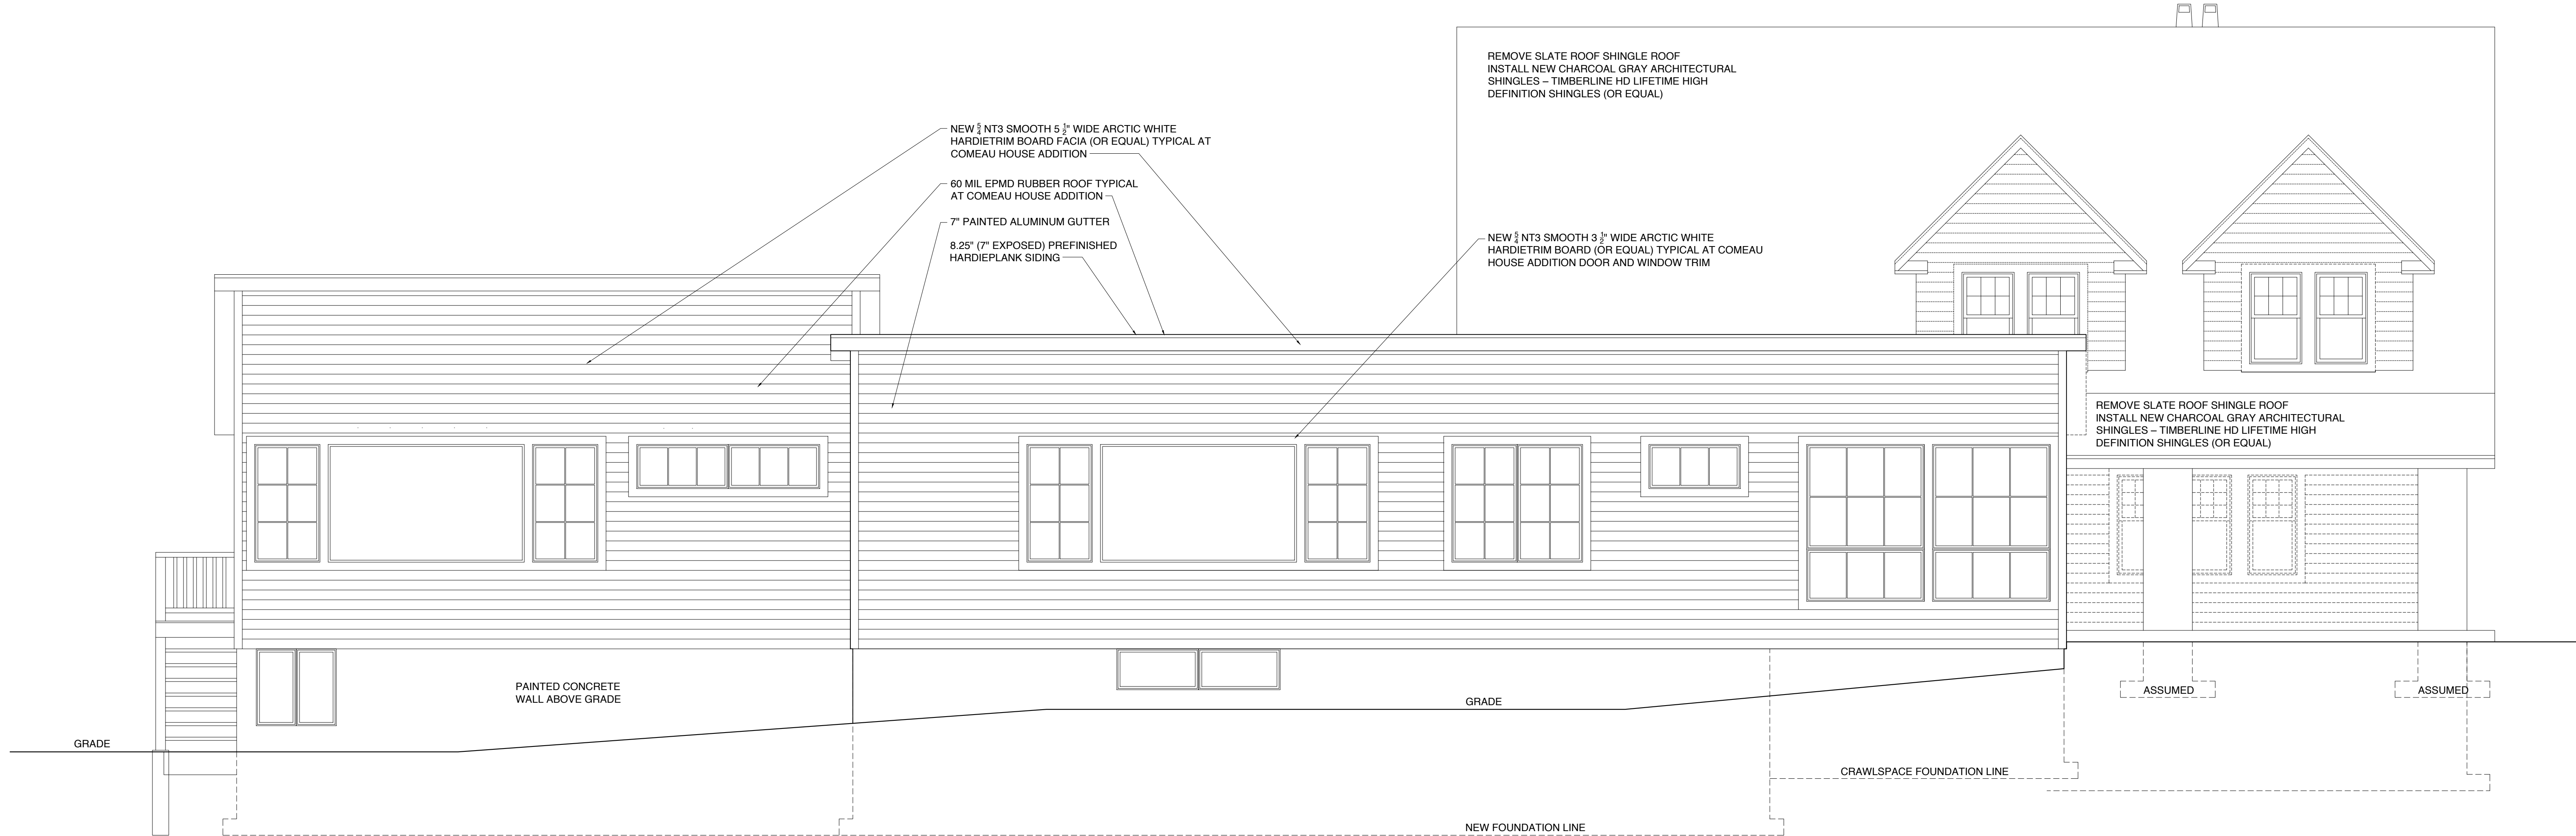 REMOVE SLATE ROOF SHINGLE ROOF
INSTALL NEW CHARCOAL GRAY ARCHITECTURAL
SHINGLES – TIMBERLINE HD LIFETIME HIGH
DEFINITION SHINGLES (OR EQUAL)
NEW 5/4 NT3 SMOOTH 5 1/2" WIDE ARCTIC WHITE
HARDIETRIM BOARD FACIA (OR EQUAL) TYPICAL AT
COMEAU HOUSE ADDITION
60 MIL EPMD RUBBER ROOF TYPICAL
AT COMEAU HOUSE ADDITION
7" PAINTED ALUMINUM GUTTER
8.25" (7" EXPOSED) PREFINISHED
HARDIEPLANK SIDING
NEW 5/4 NT3 SMOOTH 3 1/2" WIDE ARCTIC WHITE
HARDIETRIM BOARD (OR EQUAL) TYPICAL AT COMEAU
HOUSE ADDITION DOOR AND WINDOW TRIM
REMOVE SLATE ROOF SHINGLE ROOF
INSTALL NEW CHARCOAL GRAY ARCHITECTURAL
SHINGLES – TIMBERLINE HD LIFETIME HIGH
DEFINITION SHINGLES (OR EQUAL)
PAINTED CONCRETE
WALL ABOVE GRADE
GRADE
ASSUMED
ASSUMED
GRADE
CRAWLSPACE FOUNDATION LINE
NEW FOUNDATION LINE